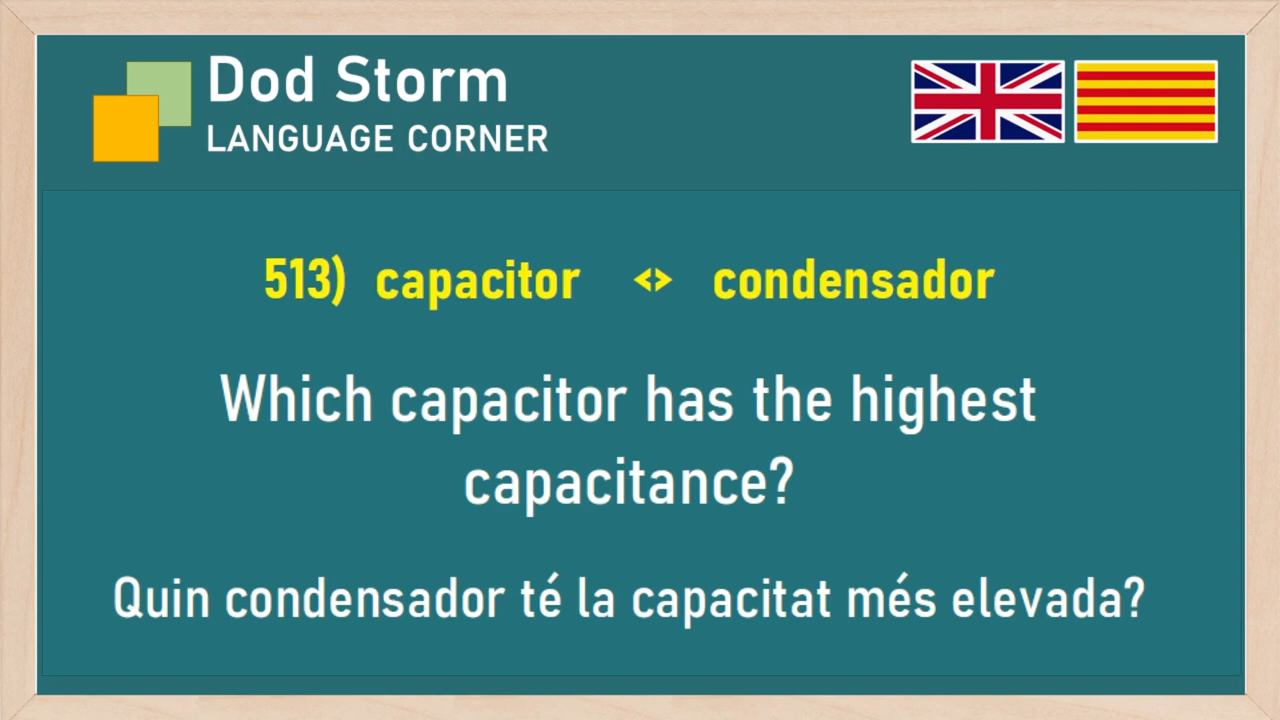 Dod Storm
LANGUAGE CORNER
513) capacitor <> condensador
Which capacitor has the highest
capacitance?
Quin condensador té la capacitat més elevada?